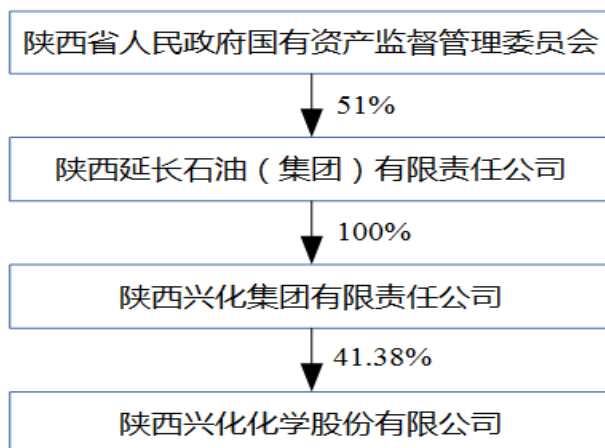 陕西省人民政府国有资产监督管理委员会
51%
陕西延长石油（集团）有限责任公司
100%
陕西兴化集团有限责任公司
41.38%
陕西兴化化学股份有限公司